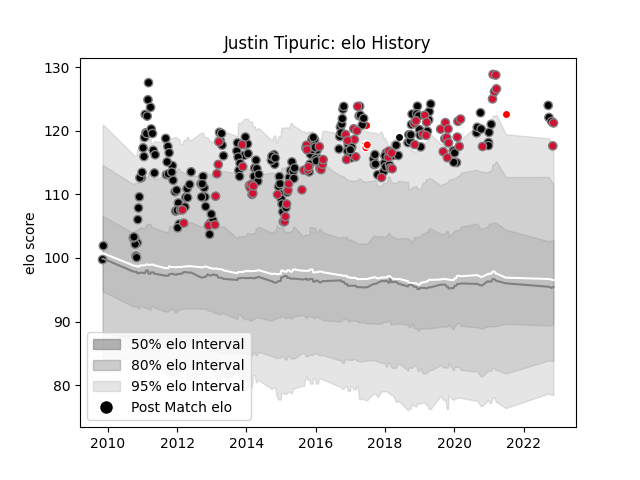 Justin Tipuric: elo History
elo score
130
120
110
100
90
80
50% elo Interval
80% elo Interval
95% elo Interval
Post Match elo
2010 2012 2014 2016 2018 2020 2022